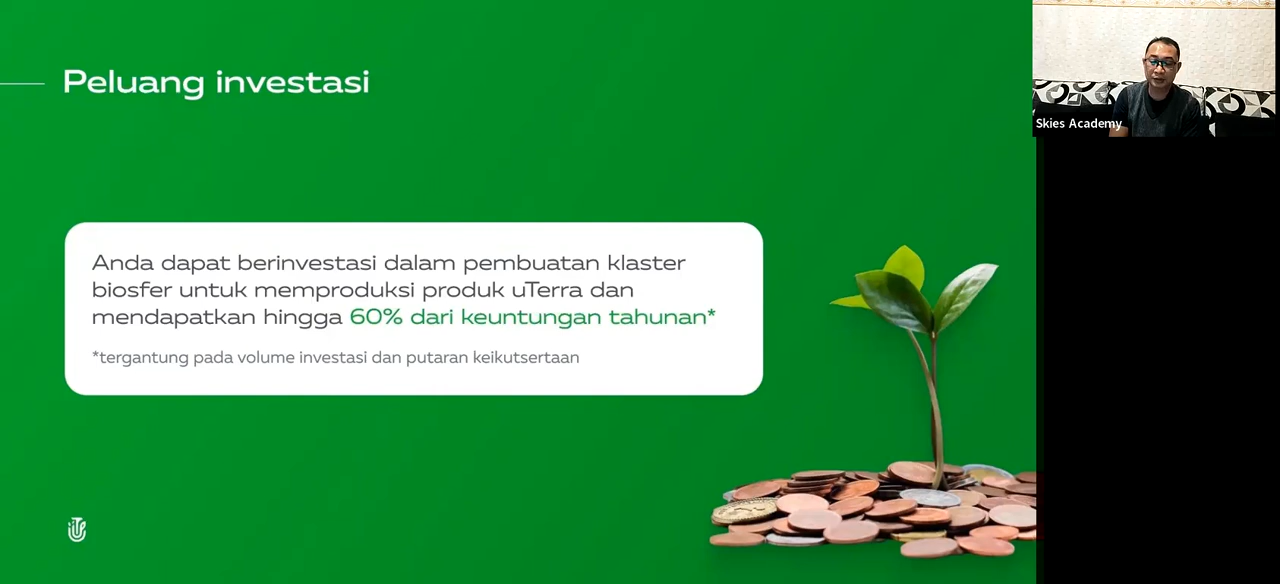 Peluang investasi
Skies Academy
Anda dapat berinvestasi dalam pembuatan klaster
biosfer untuk memproduksi produk uTerra dan
mendapatkan hingga 60% dari keuntungan tahunan*
*tergantung pada volume investasi dan putaran keikutsertaan